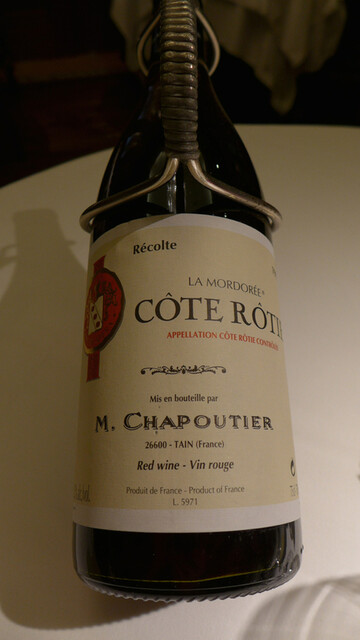 Récolte
LA MORDORÉE
CÔTE RÔTIE
APPELLATION CÔTE RÔTIE CONTRÔLÉE
Mis en bouteille par
M. CHAPOUTIER
26600 - TAIN (France)
Red wine - Vin rouge
Produit de France - Product of France
L. 5971